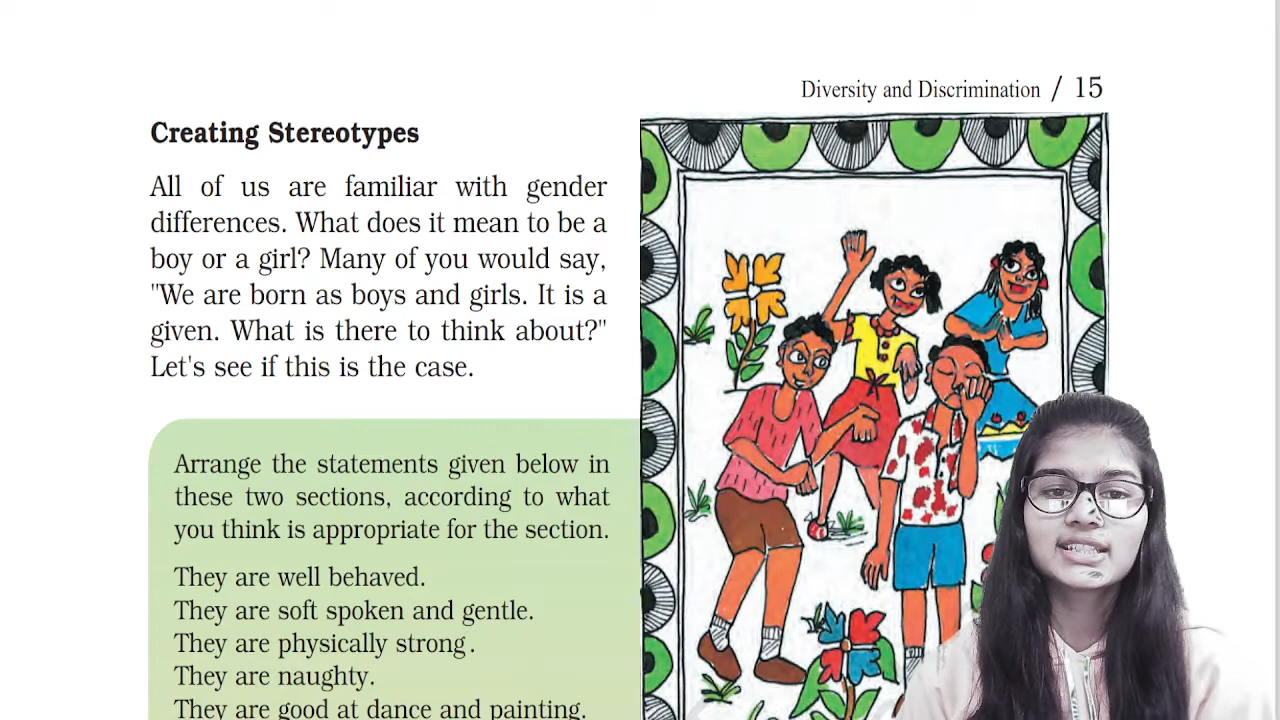 Diversity and Discrimination / 15
Creating Stereotypes
All of us are familiar with gender
differences. What does it mean to be a
boy or a girl? Many of you would say,
"We are born as boys and girls. It is a
given. What is there to think about?"
Let's see if this is the case.
Arrange the statements given below in
these two sections, according to what
you think is appropriate for the section.
They are well behaved.
They are soft spoken and gentle.
They are physically strong.
They are naughty.
They are good at dance and painting.